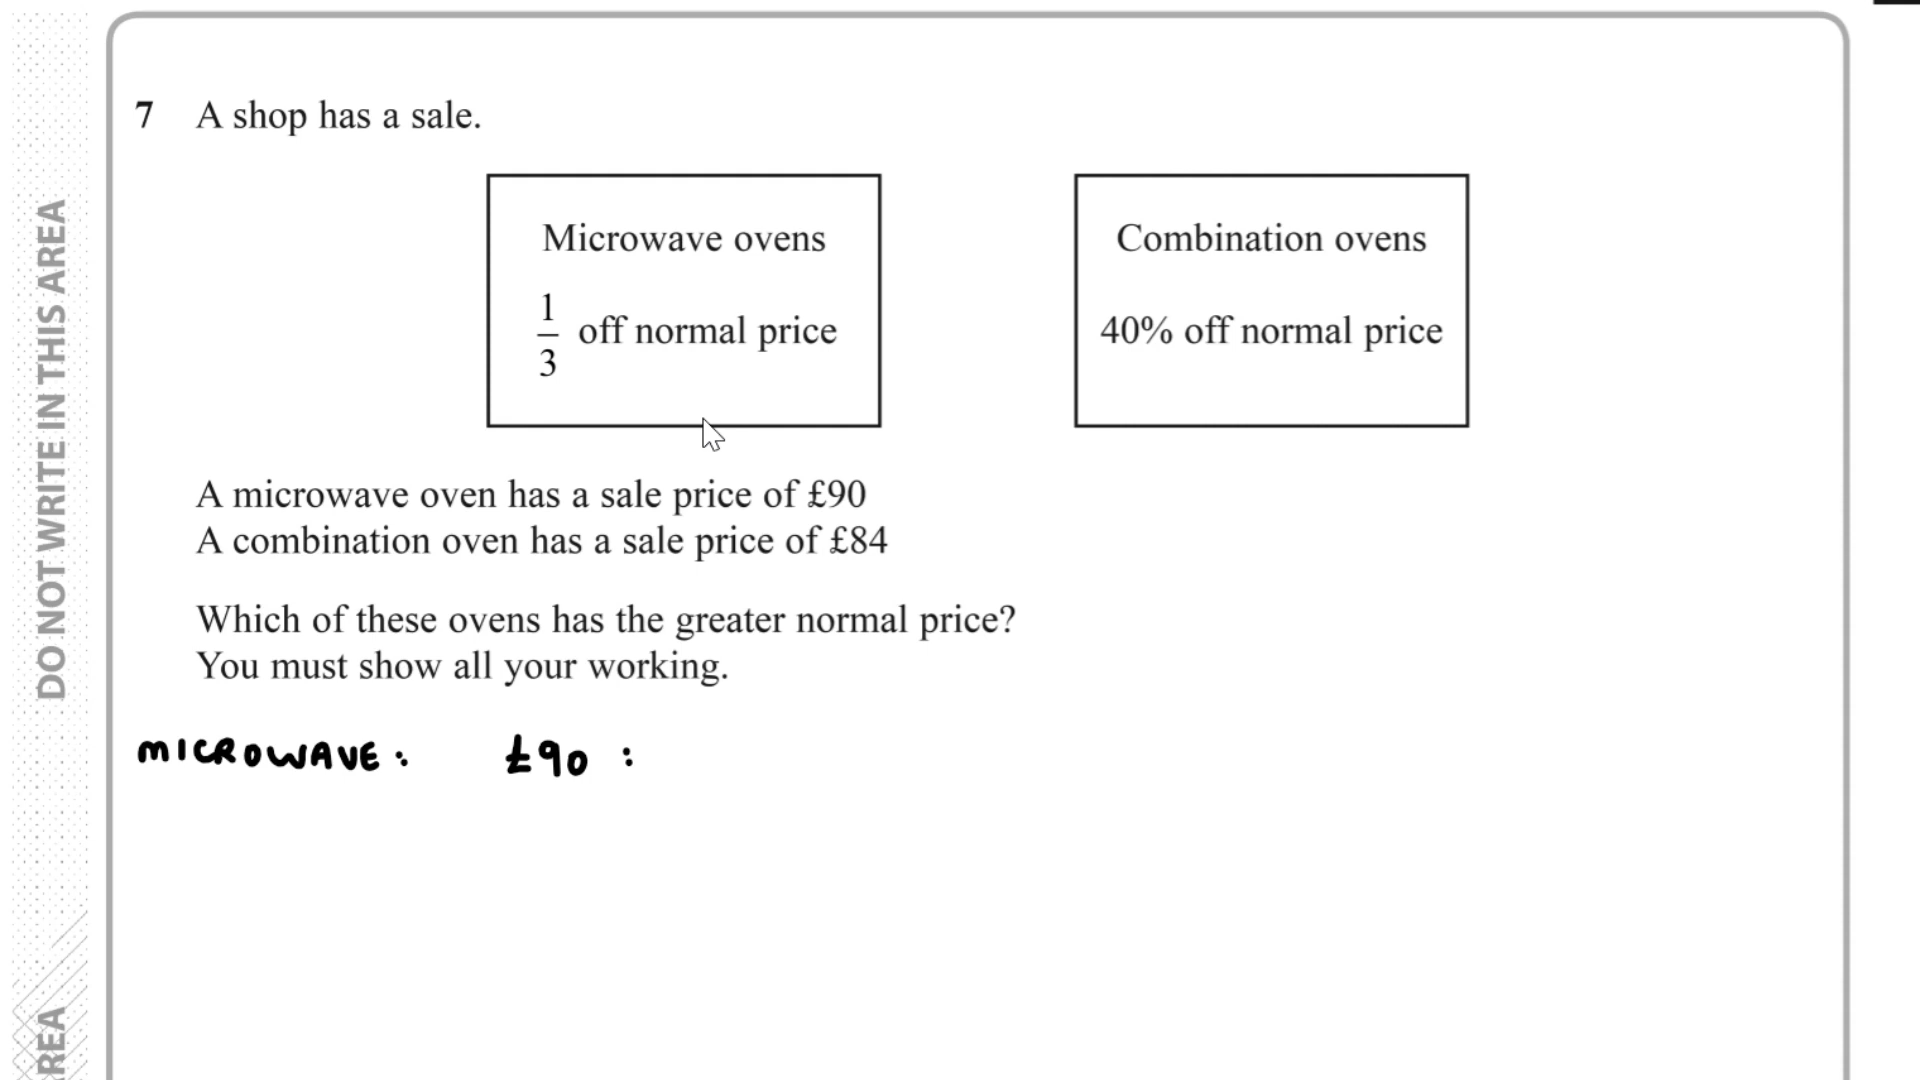 7 A shop has a sale.
Microwave ovens
1/3 off normal price
Combination ovens
40% off normal price
A microwave oven has a sale price of £90
A combination oven has a sale price of £84
Which of these ovens has the greater normal price?
You must show all your working.
MICROWAVE: £90 :
DO NOT WRITE IN THIS AREA
REA